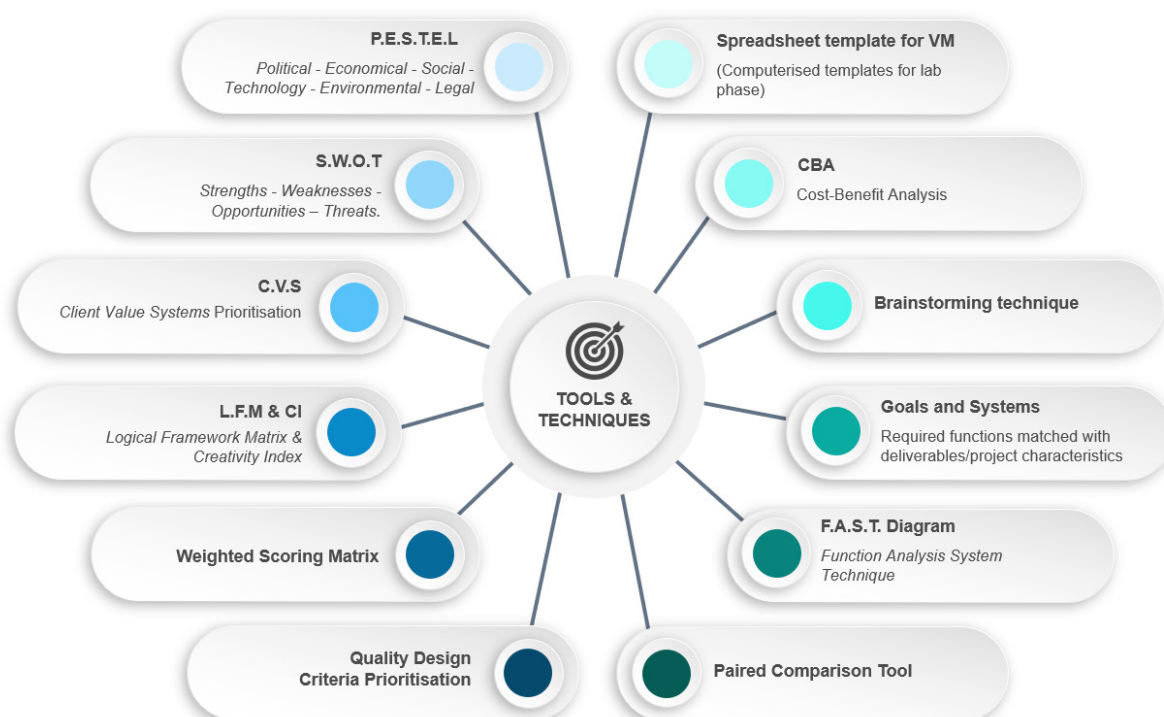 P.E.S.T.E.L
Political - Economical - Social -
Technology - Environmental - Legal
S.W.O.T
Strengths - Weaknesses -
Opportunities – Threats.
C.V.S
Client Value Systems Prioritisation
L.F.M & CI
Logical Framework Matrix &
Creativity Index
Weighted Scoring Matrix
Quality Design
Criteria Prioritisation
TOOLS &
TECHNIQUES
Spreadsheet template for VM
(Computerised templates for lab
phase)
CBA
Cost-Benefit Analysis
Brainstorming technique
Goals and Systems
Required functions matched with
deliverables/project characteristics
F.A.S.T. Diagram
Function Analysis System
Technique
Paired Comparison Tool